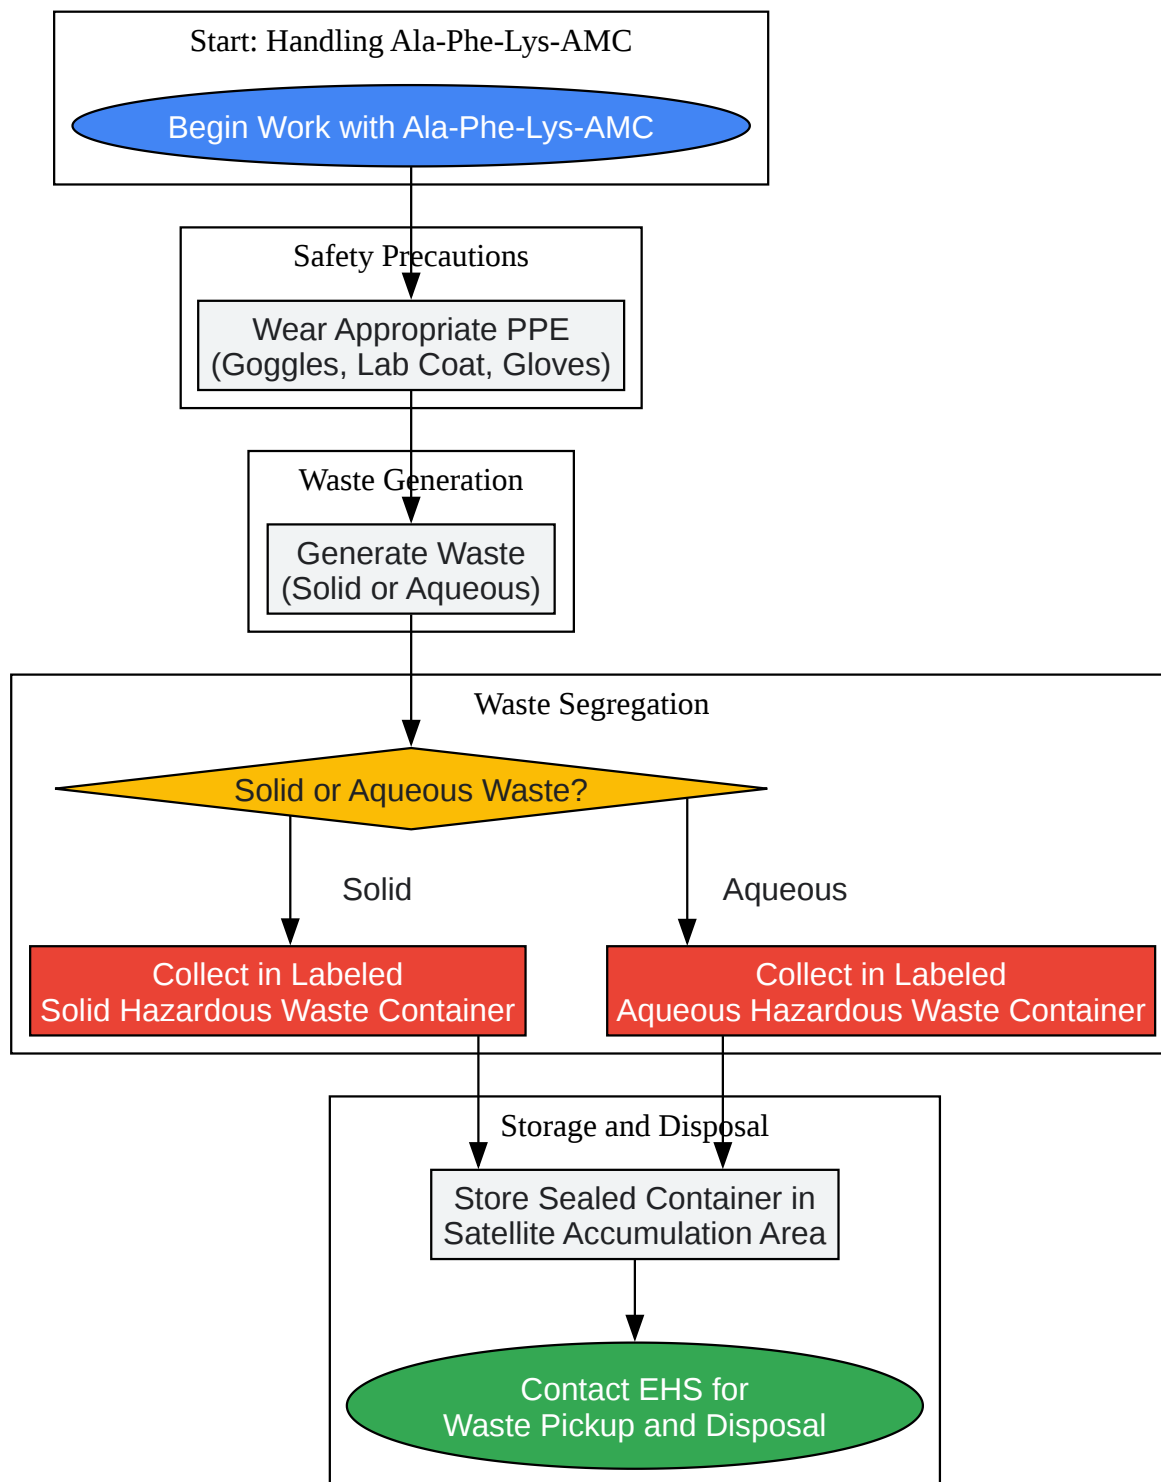 Start: Handling Ala-Phe-Lys-AMC
Begin Work with Ala-Phe-Lys-AMC
Safety Precautions
Wear Appropriate PPE
(Goggles, Lab Coat, Gloves)
Waste Generation
Generate Waste
(Solid or Aqueous)
Waste Segregation
Solid or Aqueous Waste?
Solid
Aqueous
Collect in Labeled
Solid Hazardous Waste Container
Collect in Labeled
Aqueous Hazardous Waste Container
Storage and Disposal
Store Sealed Container in
Satellite Accumulation Area
Contact EHS for
Waste Pickup and Disposal